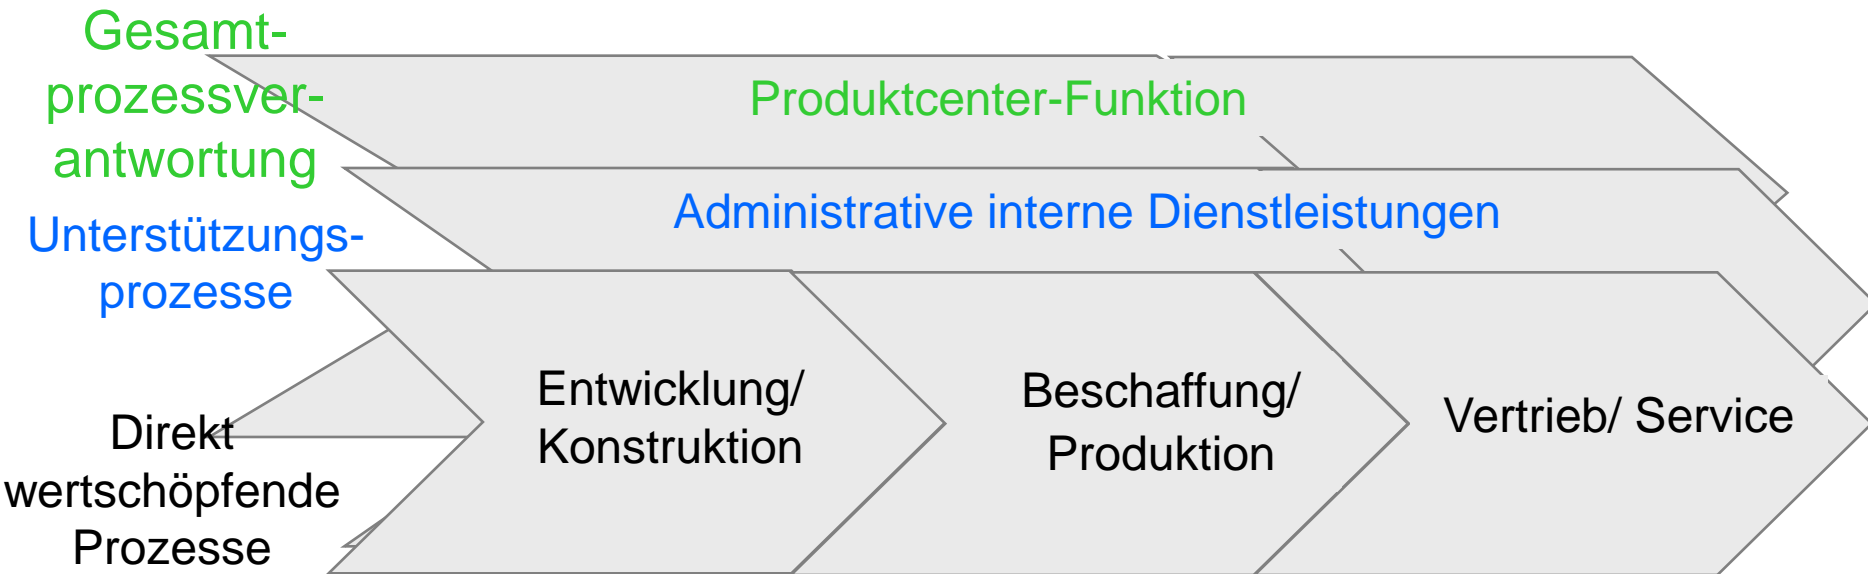 Gesamt-
prozessver-
antwortung
Produktcenter-Funktion
Unterstützungs-
prozesse
Administrative interne Dienstleistungen
Direkt
wertschöpfende
Prozesse
Entwicklung/
Konstruktion
Beschaffung/
Produktion
Vertrieb/ Service